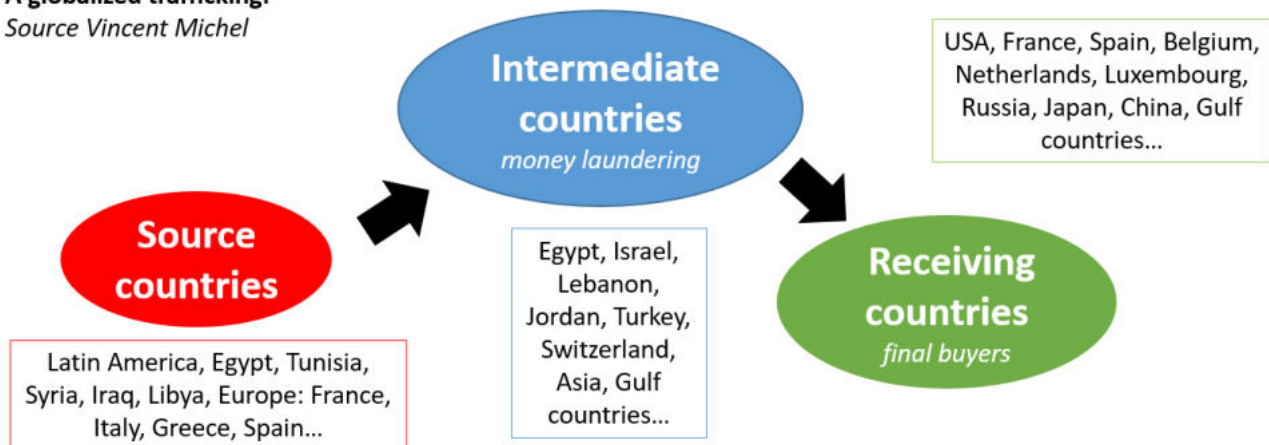 A globalized trafficking.
Source Vincent Michel
Intermediate
countries
money laundering
USA, France, Spain, Belgium,
Netherlands, Luxembourg,
Russia, Japan, China, Gulf
countries…
Source
countries
Egypt, Israel,
Lebanon,
Jordan, Turkey,
Switzerland,
Asia, Gulf
countries…
Receiving
countries
final buyers
Latin America, Egypt, Tunisia,
Syria, Iraq, Libya, Europe: France,
Italy, Greece, Spain…